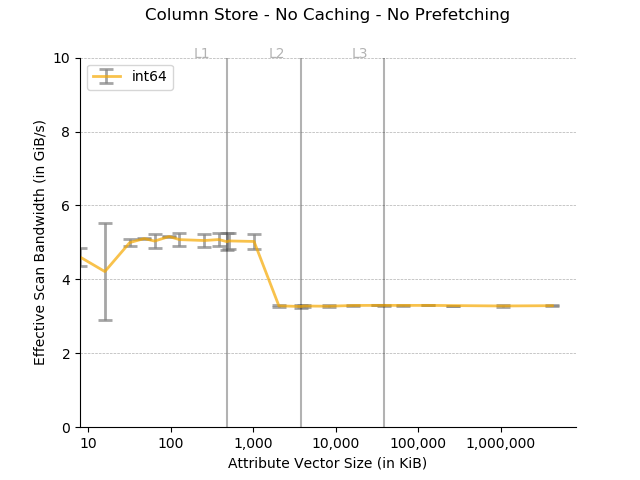 Column Store - No Caching - No Prefetching
L1 L2 L3
int64
Effective Scan Bandwidth (in GiB/s)
10
8
6
4
2
0
10 100 1,000 10,000 100,000 1,000,000
Attribute Vector Size (in KiB)